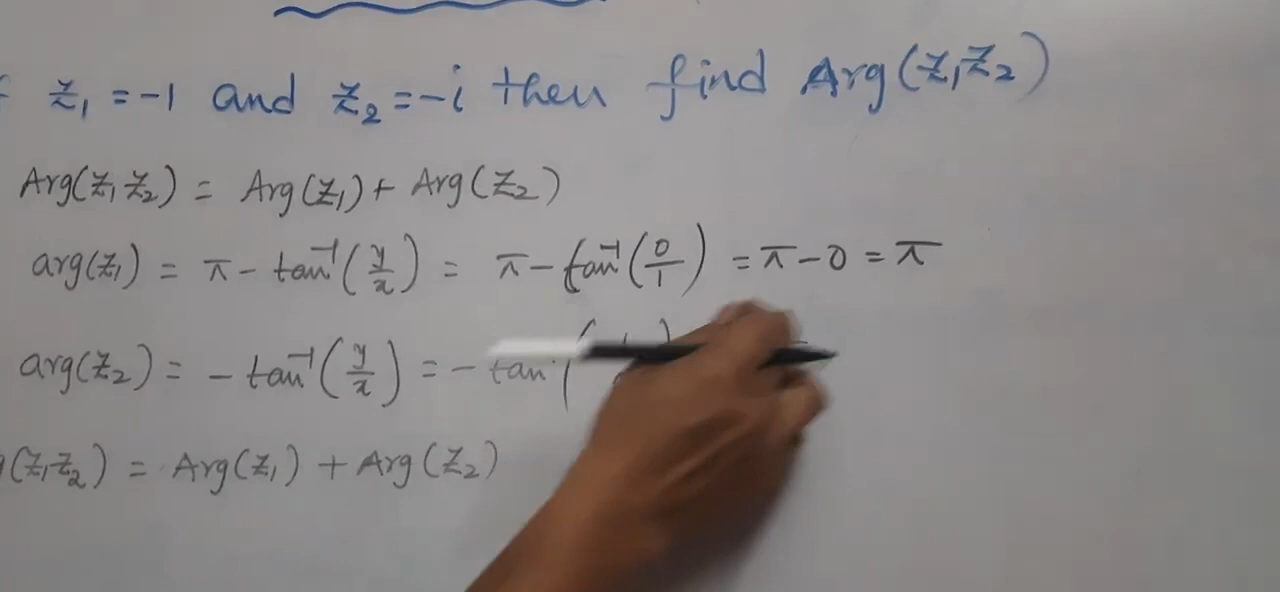 z₁ = -1 and z₂ = -i then find Arg(z₁z₂)
Arg(z₁z₂) = Arg(z₁) + Arg(z₂)
arg(z₁) = π - tan⁻¹(y/x) = π - tan⁻¹(0/1) = π - 0 = π
arg(z₂) = - tan⁻¹(y/x) = - tan
(z₁z₂) = Arg(z₁) + Arg(z₂)